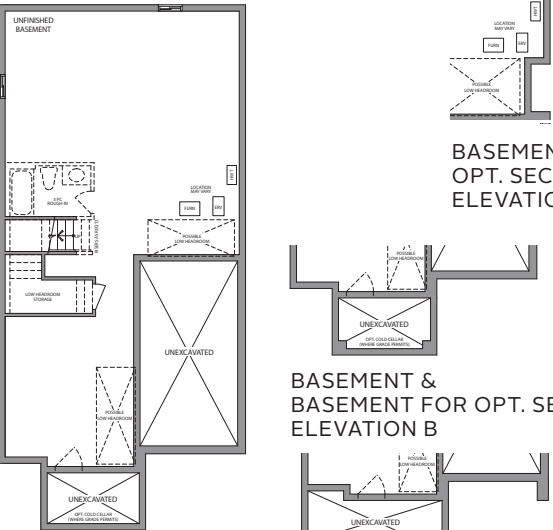 UNFINISHED
BASEMENT
3 PC
ROUGH-IN
LOW HEADROOM
STORAGE
LOCATION
MAY VARY
HWT
FURN
ERV
POSSIBLE
LOW HEADROOM
UNEXCAVATED
POSSIBLE
LOW HEADROOM
UNEXCAVATED
OPT. COLD CELLAR
(WHERE GRADE PERMITS)
HWT
LOCATION
MAY VARY
FURN
ERV
POSSIBLE
LOW HEADROOM
BASEMEN
OPT. SEC
ELEVATIO
POSSIBLE
LOW HEADROOM
UNEXCAVATED
OPT. COLD CELLAR
(WHERE GRADE PERMITS)
BASEMENT &
BASEMENT FOR OPT. SE
ELEVATION B
POSSIBLE
LOW HEADROOM
UNEXCAVATED